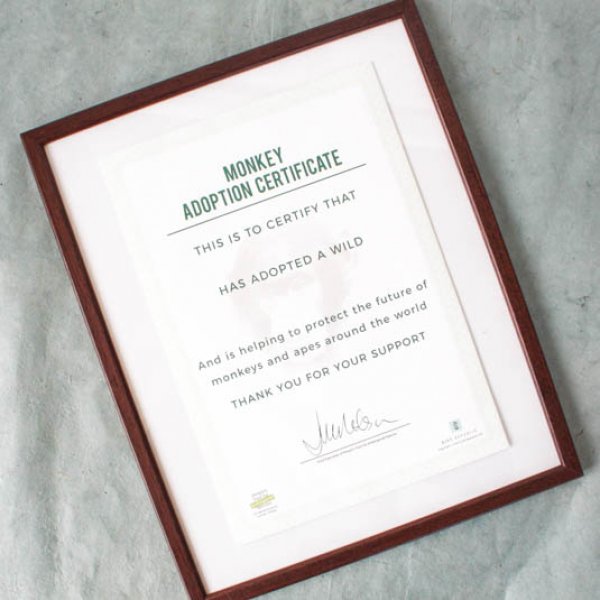 MONKEY
ADOPTION CERTIFICATE
THIS IS TO CERTIFY THAT
HAS ADOPTED A WILD
And is helping to protect the future of
monkeys and apes around the world
THANK YOU FOR YOUR SUPPORT